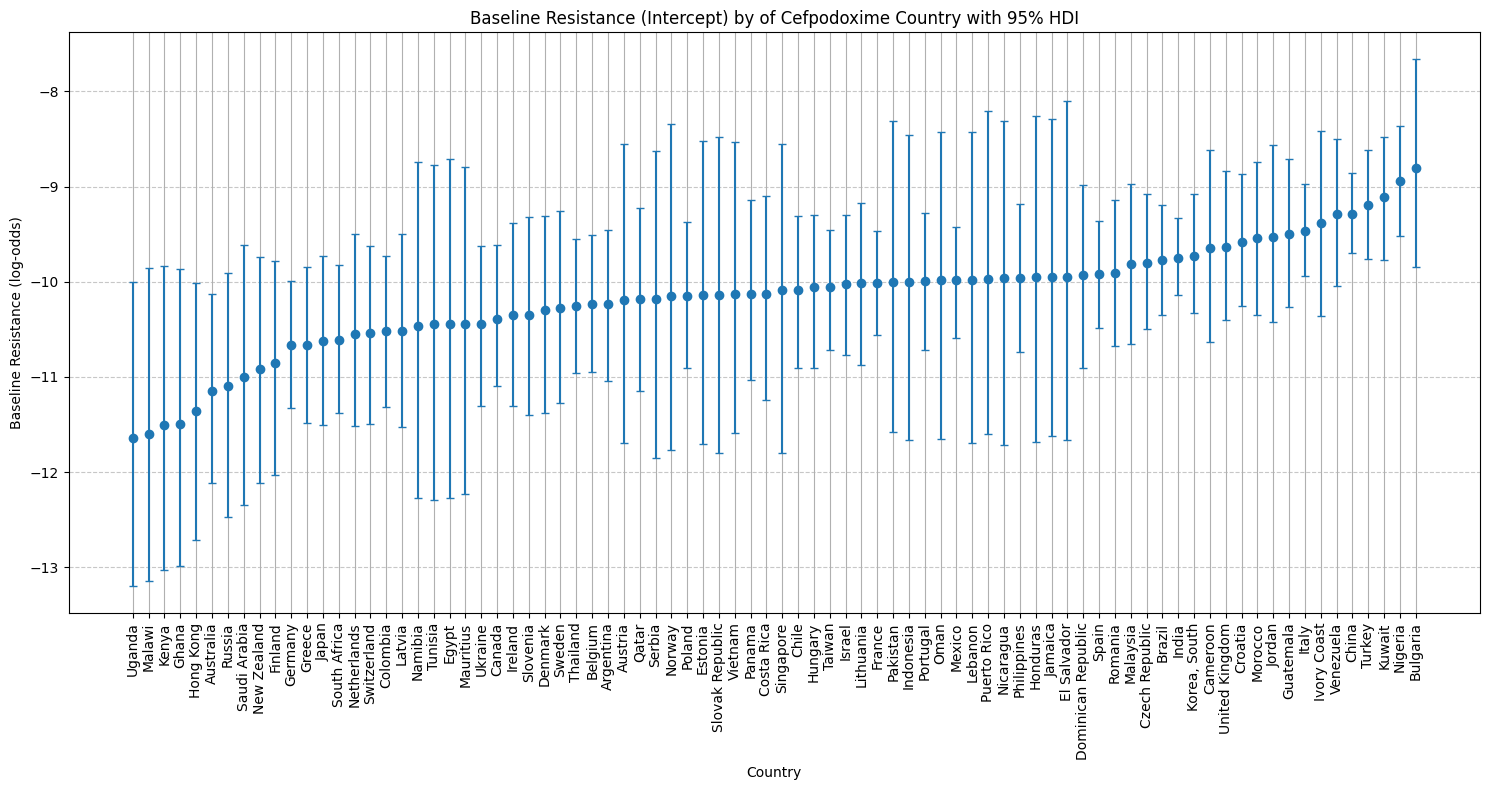 Baseline Resistance (Intercept) by of Cefpodoxime Country with 95% HDI
Baseline Resistance (log-odds)
−8
−9
−10
−11
−12
−13
Uganda
Malawi
Kenya
Ghana
Hong Kong
Australia
Russia
Saudi Arabia
New Zealand
Finland
Germany
Greece
Japan
South Africa
Netherlands
Switzerland
Colombia
Latvia
Namibia
Tunisia
Egypt
Mauritius
Ukraine
Canada
Ireland
Slovenia
Denmark
Sweden
Thailand
Belgium
Argentina
Austria
Qatar
Serbia
Norway
Poland
Estonia
Slovak Republic
Vietnam
Panama
Costa Rica
Singapore
Chile
Hungary
Taiwan
Israel
Lithuania
France
Pakistan
Indonesia
Portugal
Oman
Mexico
Lebanon
Puerto Rico
Nicaragua
Philippines
Honduras
Jamaica
El Salvador
Dominican Republic
Spain
Romania
Malaysia
Czech Republic
Brazil
India
Korea, South
Cameroon
United Kingdom
Croatia
Morocco
Jordan
Guatemala
Italy
Ivory Coast
Venezuela
China
Turkey
Kuwait
Nigeria
Bulgaria
Country